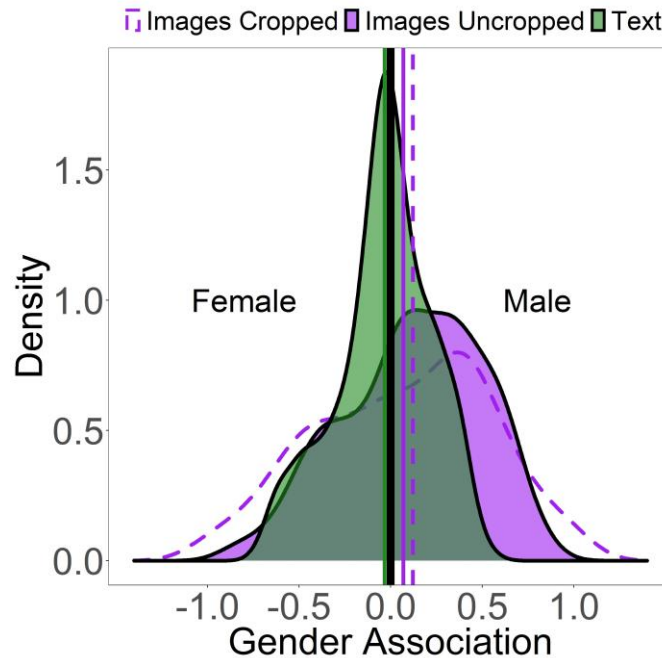 Images Cropped Images Uncropped Text
1.5
1.0
0.5
0.0
Density
Female Male
-1.0 -0.5 0.0 0.5 1.0
Gender Association